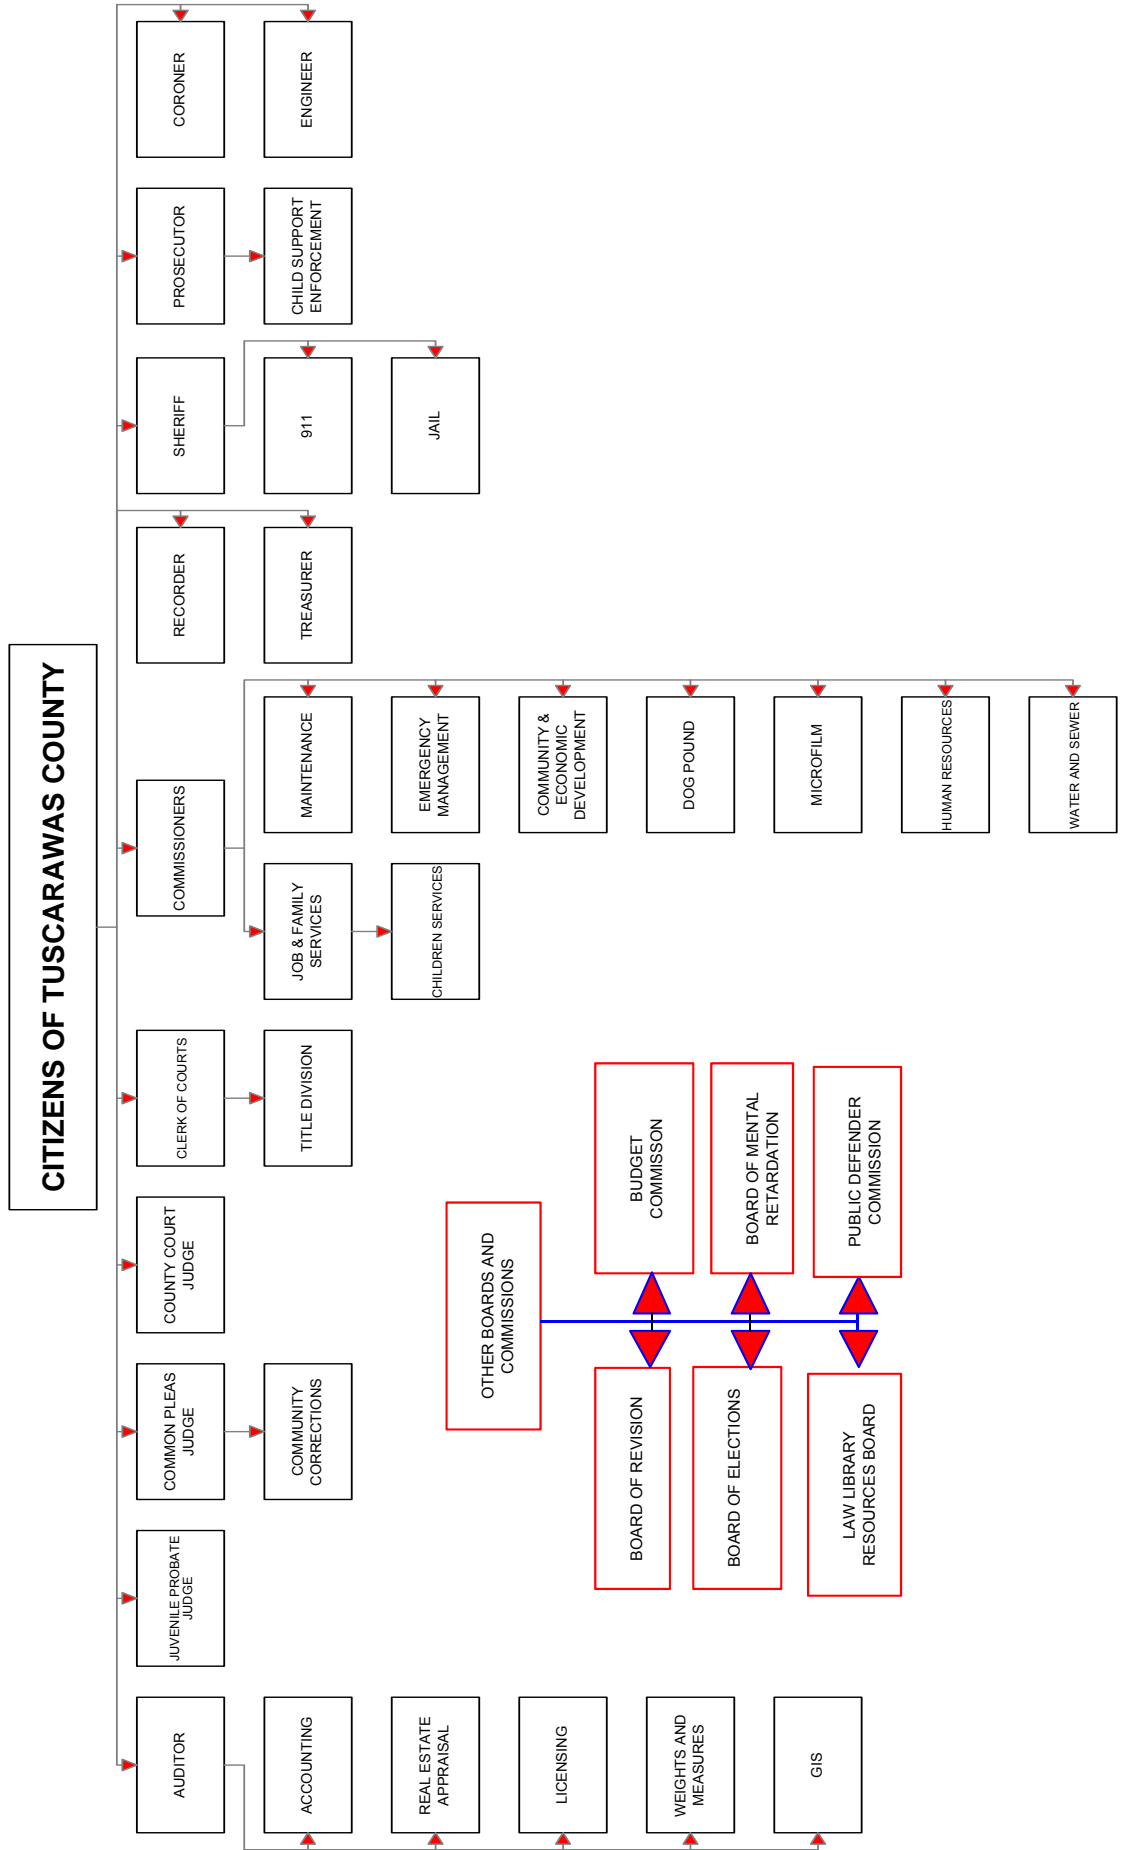 CITIZENS OF TUSCARAWAS COUNTY
AUDITOR
JUVENILE PROBATE
JUDGE
COMMON PLEAS
JUDGE
COUNTY COURT
JUDGE
CLERK OF COURTS
COMMISSIONERS
RECORDER
SHERIFF
PROSECUTOR
CORONER
ACCOUNTING
COMMUNITY
CORRECTIONS
TITLE DIVISION
JOB & FAMILY
SERVICES
MAINTENANCE
TREASURER
911
CHILD SUPPORT
ENFORCEMENT
ENGINEER
REAL ESTATE
APPRAISAL
CHILDREN SERVICES
EMERGENCY
MANAGEMENT
JAIL
LICENSING
COMMUNITY &
ECONOMIC
DEVELOPMENT
WEIGHTS AND
MEASURES
DOG POUND
GIS
MICROFILM
HUMAN RESOURCES
WATER AND SEWER
OTHER BOARDS AND
COMMISSIONS
BOARD OF REVISION
BUDGET
COMMISSON
BOARD OF ELECTIONS
BOARD OF MENTAL
RETARDATION
LAW LIBRARY
RESOURCES BOARD
PUBLIC DEFENDER
COMMISSION